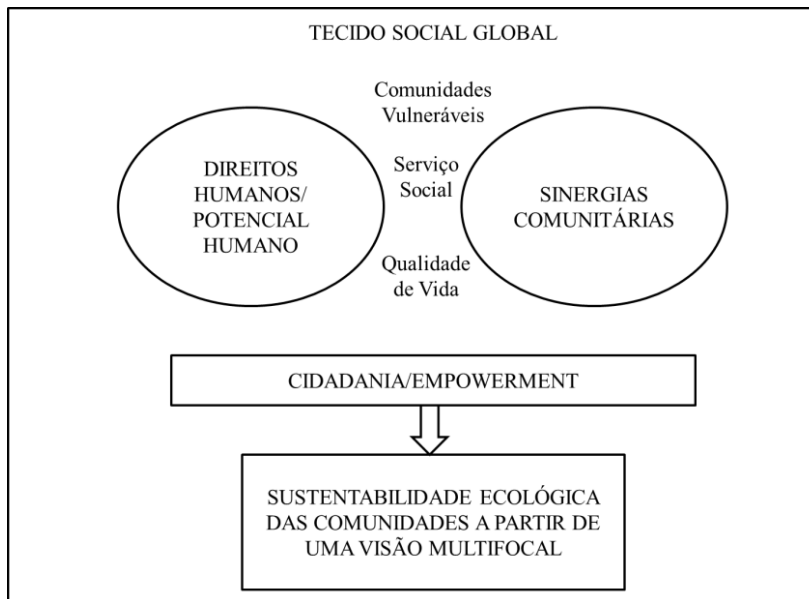 TECIDO SOCIAL GLOBAL
Comunidades
Vulneráveis
DIREITOS
HUMANOS/
POTENCIAL
HUMANO
Serviço
Social
SINERGIAS
COMUNITÁRIAS
Qualidade
de Vida
CIDADANIA/EMPOWERMENT
SUSTENTABILIDADE ECOLÓGICA
DAS COMUNIDADES A PARTIR DE
UMA VISÃO MULTIFOCAL